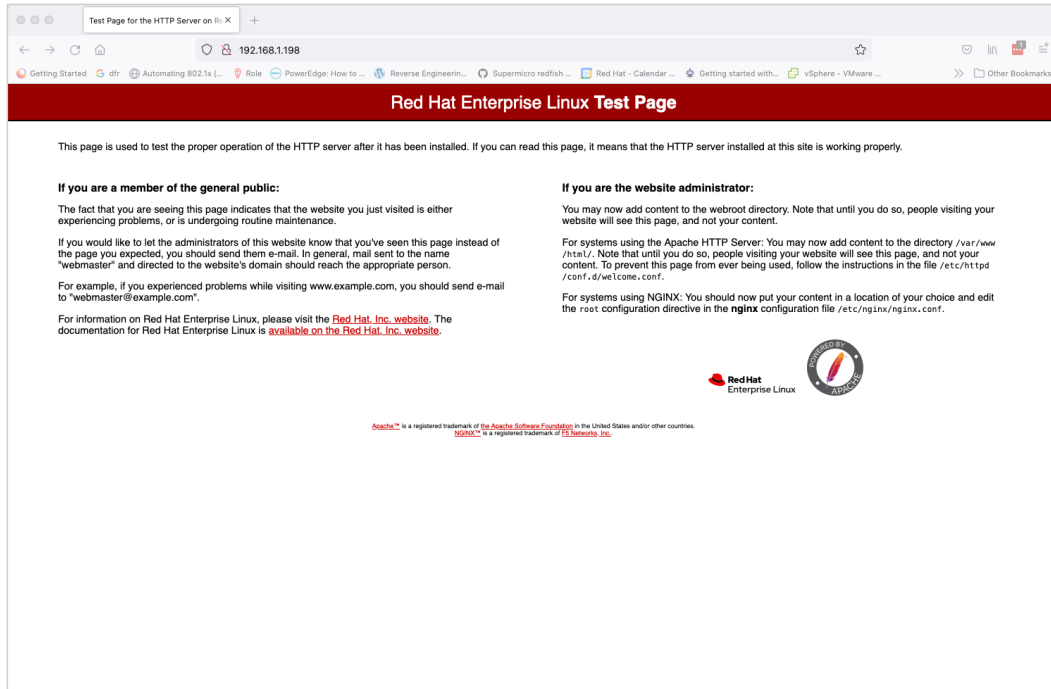 Test Page for the HTTP Server on Re
192.168.1.198
Getting Started
dfr
Automating 802.1x (...
Role
PowerEdge: How to ...
Reverse Engineerin...
Supermicro redfish ...
Red Hat - Calendar ...
Getting started with...
vSphere - VMware ...
Other Bookmarks
Red Hat Enterprise Linux Test Page
This page is used to test the proper operation of the HTTP server after it has been installed. If you can read this page, it means that the HTTP server installed at this site is working properly.
If you are a member of the general public:
The fact that you are seeing this page indicates that the website you just visited is either
experiencing problems, or is undergoing routine maintenance.
If you would like to let the administrators of this website know that you've seen this page instead of
the page you expected, you should send them e-mail. In general, mail sent to the name
"webmaster" and directed to the website's domain should reach the appropriate person.
For example, if you experienced problems while visiting www.example.com, you should send e-mail
to "webmaster@example.com".
For information on Red Hat Enterprise Linux, please visit the Red Hat, Inc. website. The
documentation for Red Hat Enterprise Linux is available on the Red Hat, Inc. website.
If you are the website administrator:
You may now add content to the webroot directory. Note that until you do so, people visiting your
website will see this page, and not your content.
For systems using the Apache HTTP Server: You may now add content to the directory /var/www
/html/. Note that until you do so, people visiting your website will see this page, and not your
content. To prevent this page from ever being used, follow the instructions in the file /etc/httpd
/conf.d/welcome.conf.
For systems using NGINX: You should now put your content in a location of your choice and edit
the root configuration directive in the nginx configuration file /etc/nginx/nginx.conf.
Red Hat
Enterprise Linux
POWERED BY
APACHE
Apache™ is a registered trademark of the Apache Software Foundation in the United States and/or other countries.
NGINX™ is a registered trademark of F5 Networks, Inc..